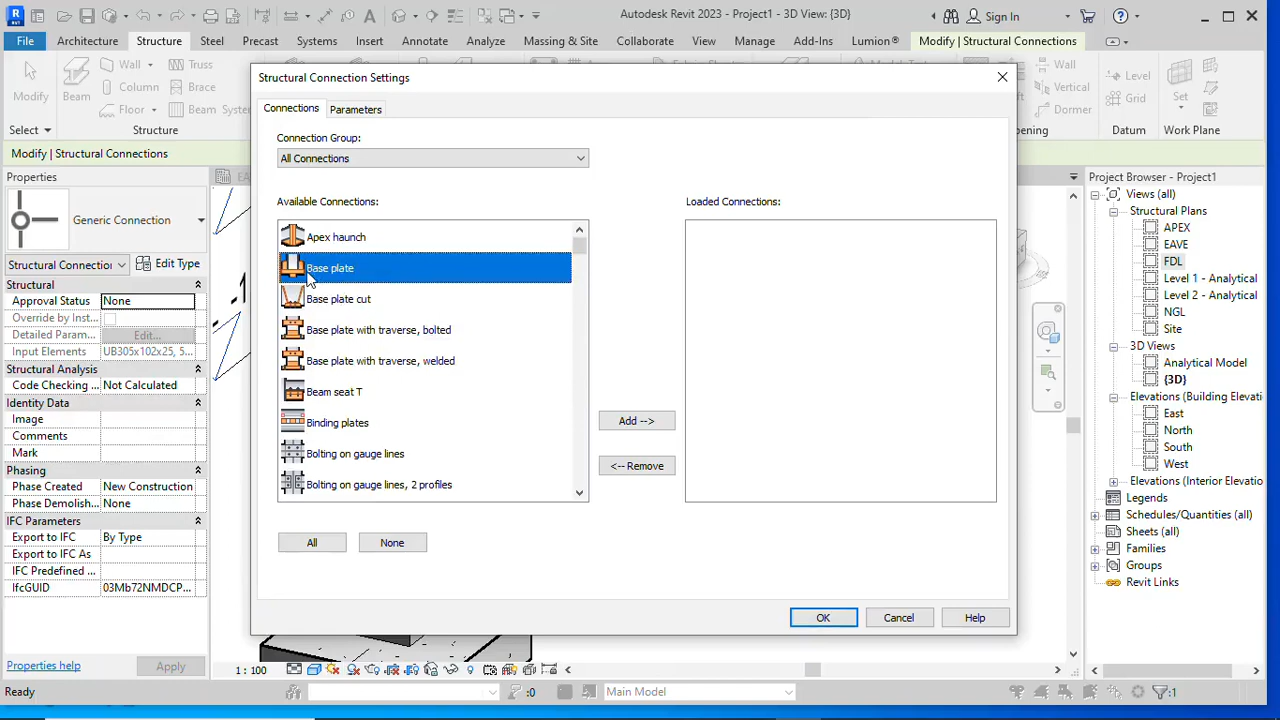 Autodesk Revit 2
- Project1 - 3D View: {3D}
Sign In
File
Architecture
Structure
Steel
Precast
Systems
Insert
Annotate
Analyze
Massing & Site
Collaborate
View
Manage
Add-Ins
Lumion®
Modify | Structural Connections
Modify
Beam
Wall
Truss
Column
Brace
Floor
Beam Syste
Wall
Vertical
Dormer
Level
Grid
Set
Select
Structure
Datum
Work Plane
Modify | Structural Connections
Structural Connection Settings
Connections
Parameters
Connection Group:
All Connections
Available Connections:
Apex haunch
Base plate
Base plate cut
Base plate with traverse, bolted
Base plate with traverse, welded
Beam seat T
Binding plates
Bolting on gauge lines
Bolting on gauge lines, 2 profiles
All
None
Add -->
<-- Remove
Loaded Connections:
OK
Cancel
Help
Properties
Generic Connection
Structural Connectio
Edit Type
Structural
Approval Status
None
Override by Inst...
Detailed Param...
Edit...
Input Elements
UB305x102x25, 5...
Structural Analysis
Code Checking ...
Not Calculated
Identity Data
Image
Comments
Mark
Phasing
Phase Created
New Construction
Phase Demolish...
None
IFC Parameters
Export to IFC
By Type
Export to IFC As
IFC Predefined ...
IfcGUID
03Mb72NMDCP...
Properties help
Apply
Project Browser - Project1
Views (all)
Structural Plans
APEX
EAVE
FDL
Level 1 - Analytical
Level 2 - Analytical
NGL
Site
3D Views
Analytical Model
{3D}
Elevations (Building Elevati
East
North
South
West
Elevations (Interior Elevatio
Legends
Schedules/Quantities (all)
Sheets (all)
Families
Groups
Revit Links
1 : 100
Ready
:0
Main Model
:1